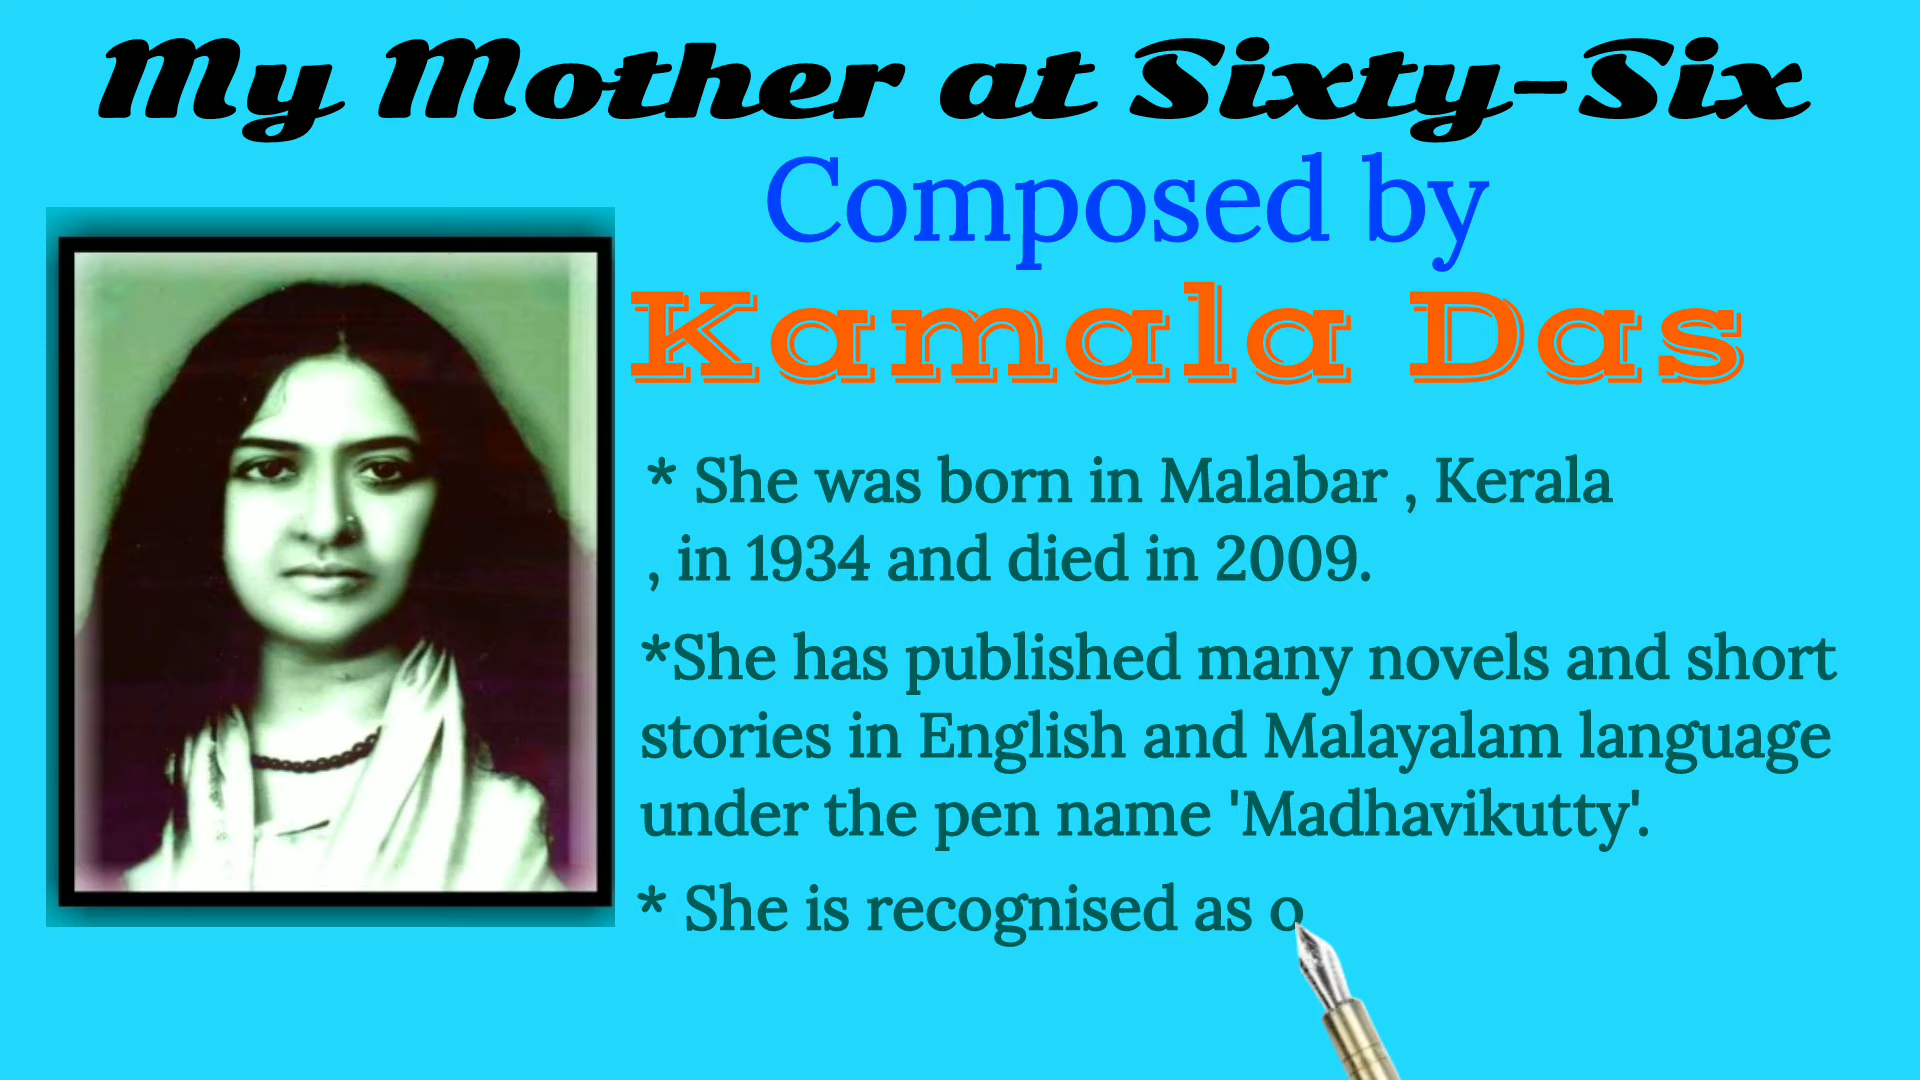 My Mother at Sixty-Six
Composed by
Kamala Das
* She was born in Malabar , Kerala
, in 1934 and died in 2009.
*She has published many novels and short
stories in English and Malayalam language
under the pen name 'Madhavikutty'.
* She is recognised as o